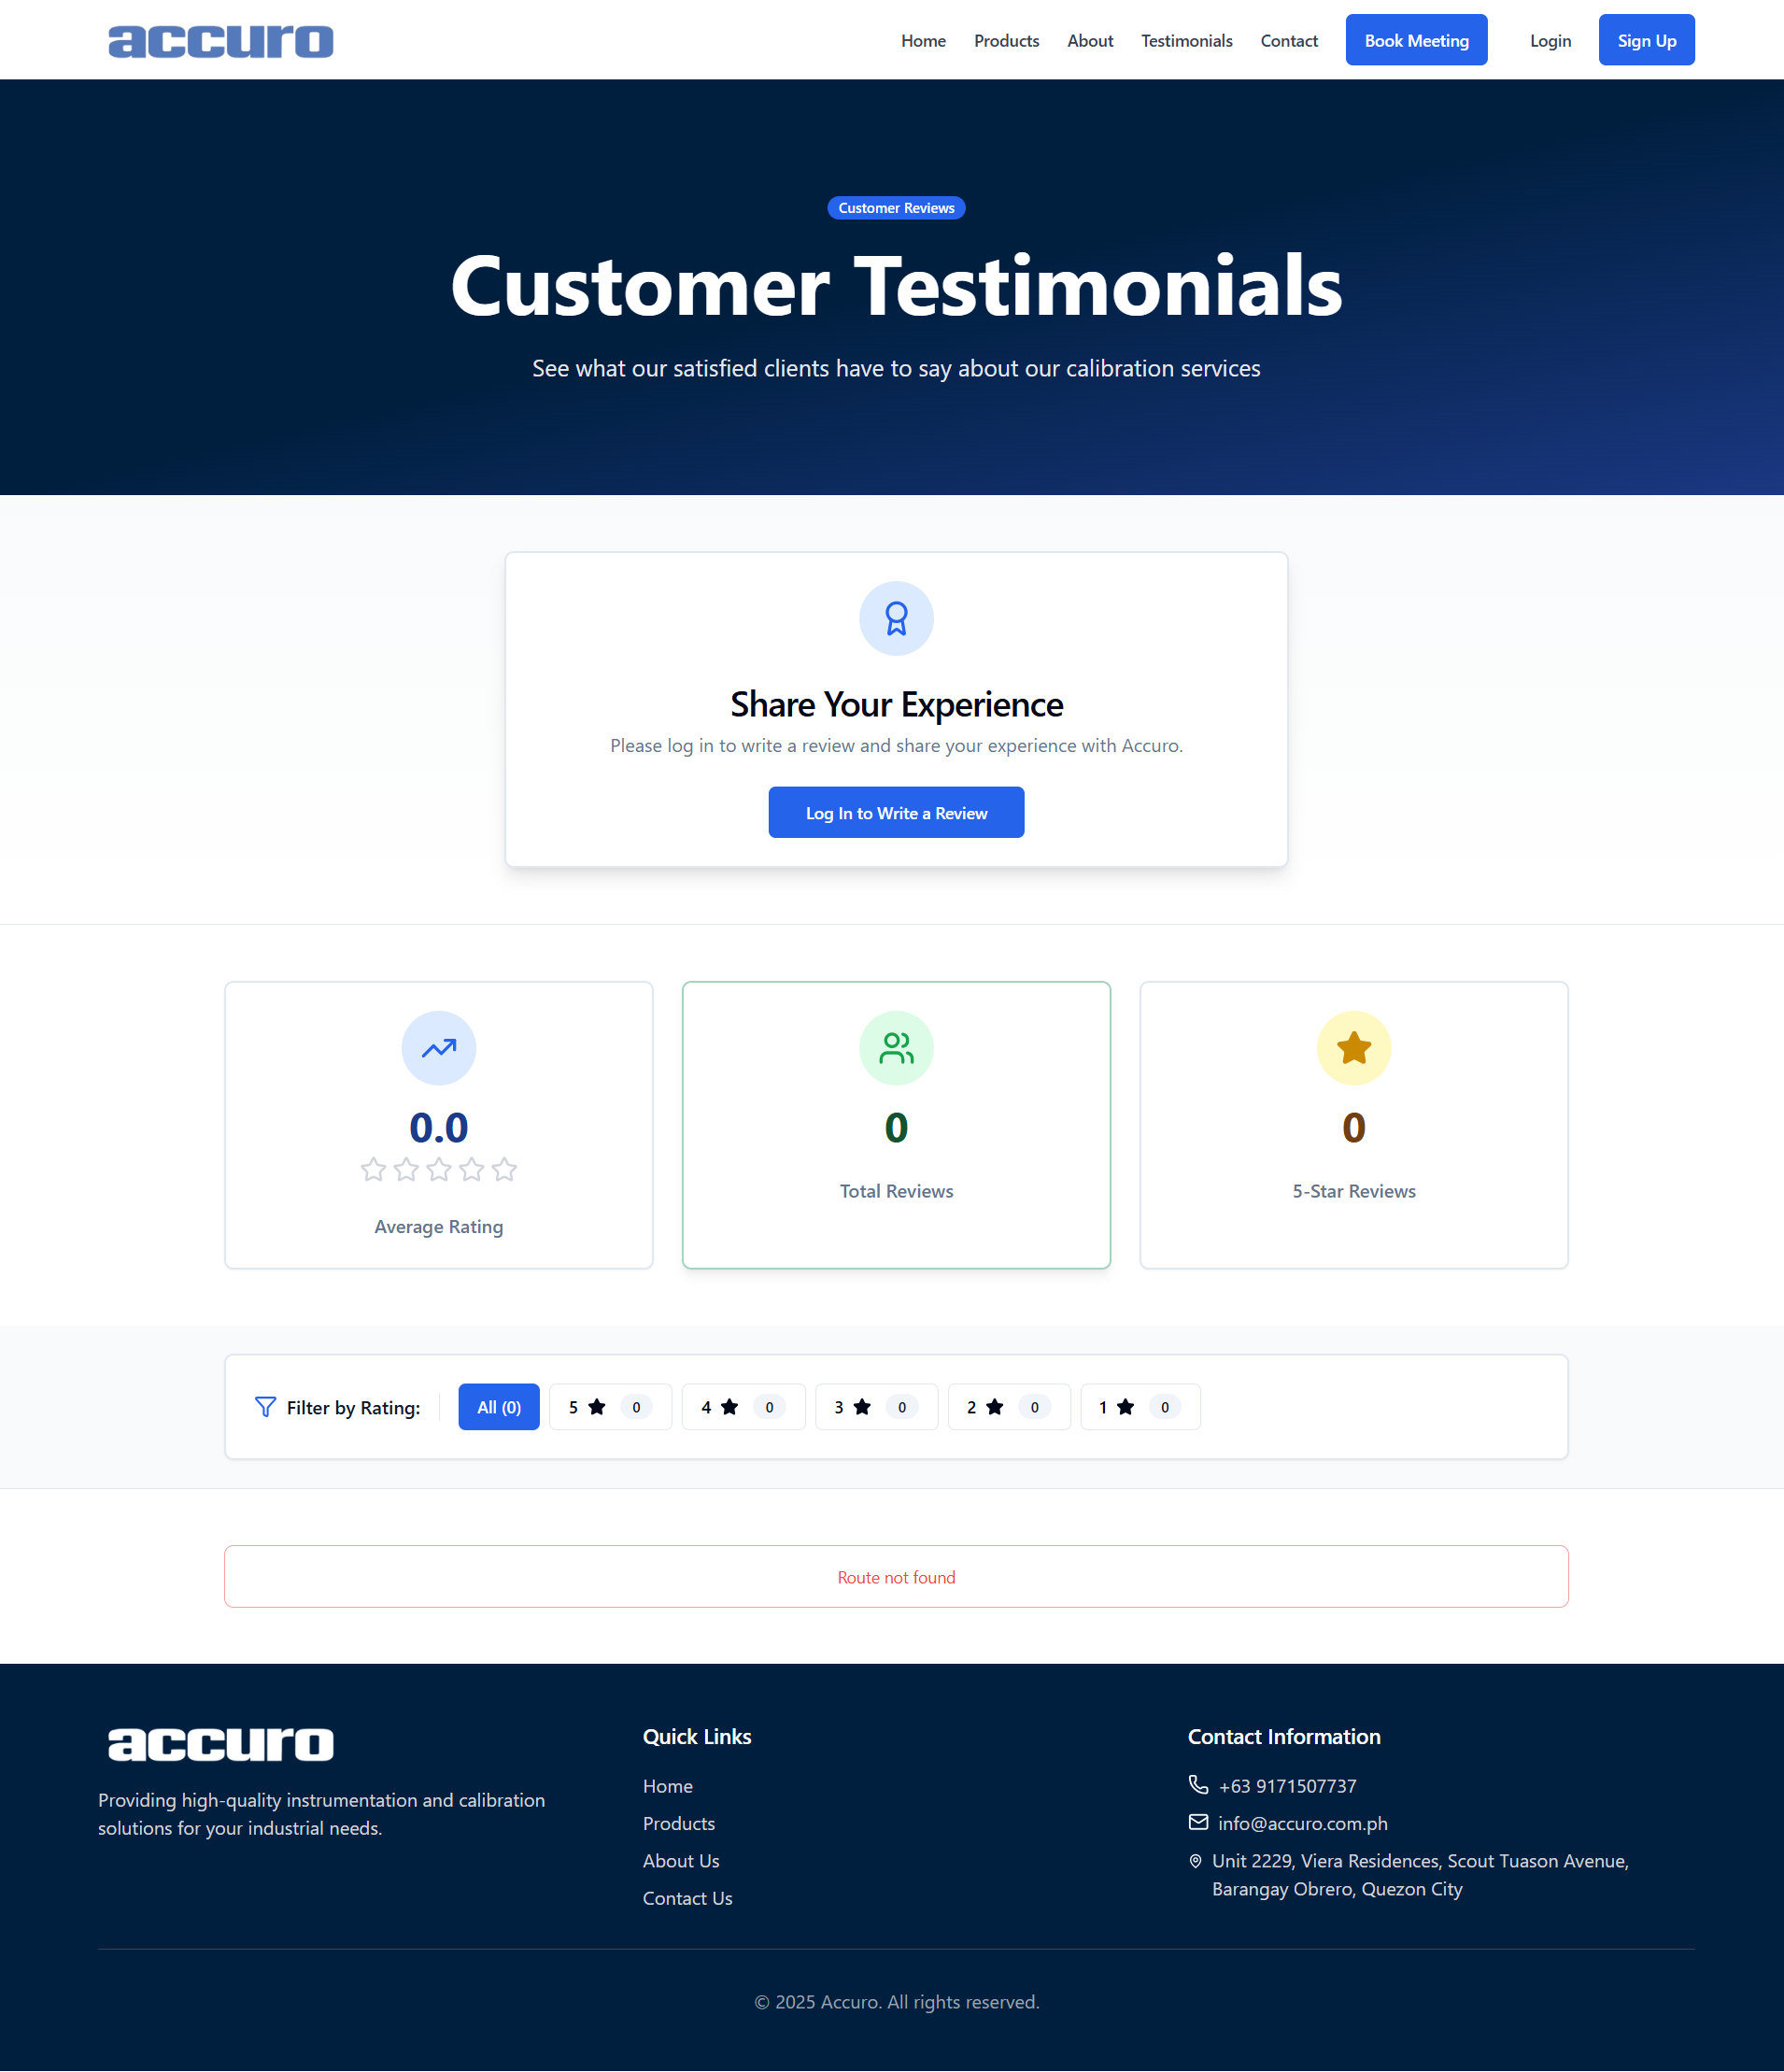 accuro
Home Products About Testimonials Contact Book Meeting Login Sign Up
Customer Reviews
Customer Testimonials
See what our satisfied clients have to say about our calibration services
Share Your Experience
Please log in to write a review and share your experience with Accuro.
Log In to Write a Review
0.0
Average Rating
0
Total Reviews
0
5-Star Reviews
Filter by Rating: All (0) 5 ★ 0 4 ★ 0 3 ★ 0 2 ★ 0 1 ★ 0
Route not found
accuro
Providing high-quality instrumentation and calibration
solutions for your industrial needs.
Quick Links
Home
Products
About Us
Contact Us
Contact Information
+63 9171507737
info@accuro.com.ph
Unit 2229, Viera Residences, Scout Tuason Avenue,
Barangay Obrero, Quezon City
© 2025 Accuro. All rights reserved.